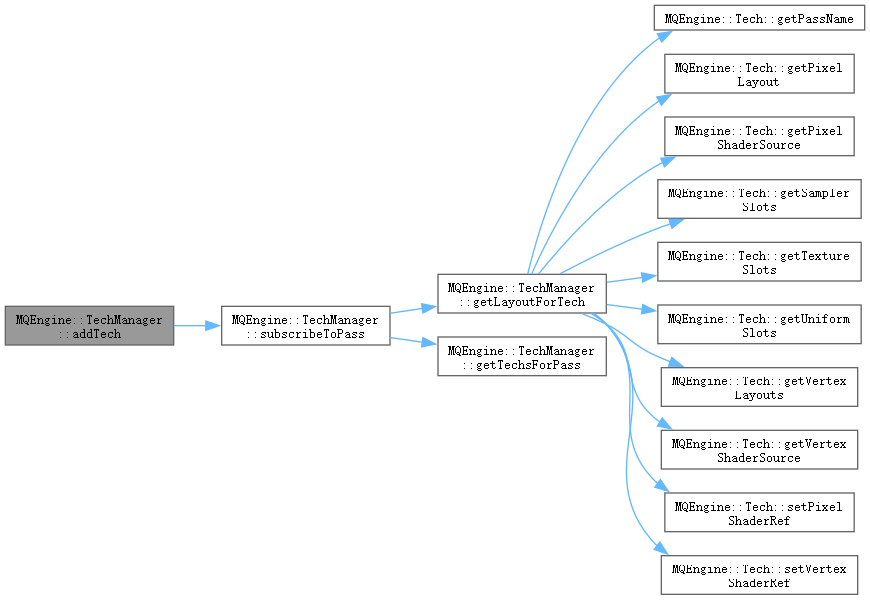 MQEngine::TechManager
::addTech
MQEngine::TechManager
::subscribeToPass
MQEngine::TechManager
::getLayoutForTech
MQEngine::TechManager
::getTechsForPass
MQEngine::Tech::getPassName
MQEngine::Tech::getPixel
Layout
MQEngine::Tech::getPixel
ShaderSource
MQEngine::Tech::getSampler
Slots
MQEngine::Tech::getTexture
Slots
MQEngine::Tech::getUniform
Slots
MQEngine::Tech::getVertex
Layouts
MQEngine::Tech::getVertex
ShaderSource
MQEngine::Tech::setPixel
ShaderRef
MQEngine::Tech::setVertex
ShaderRef